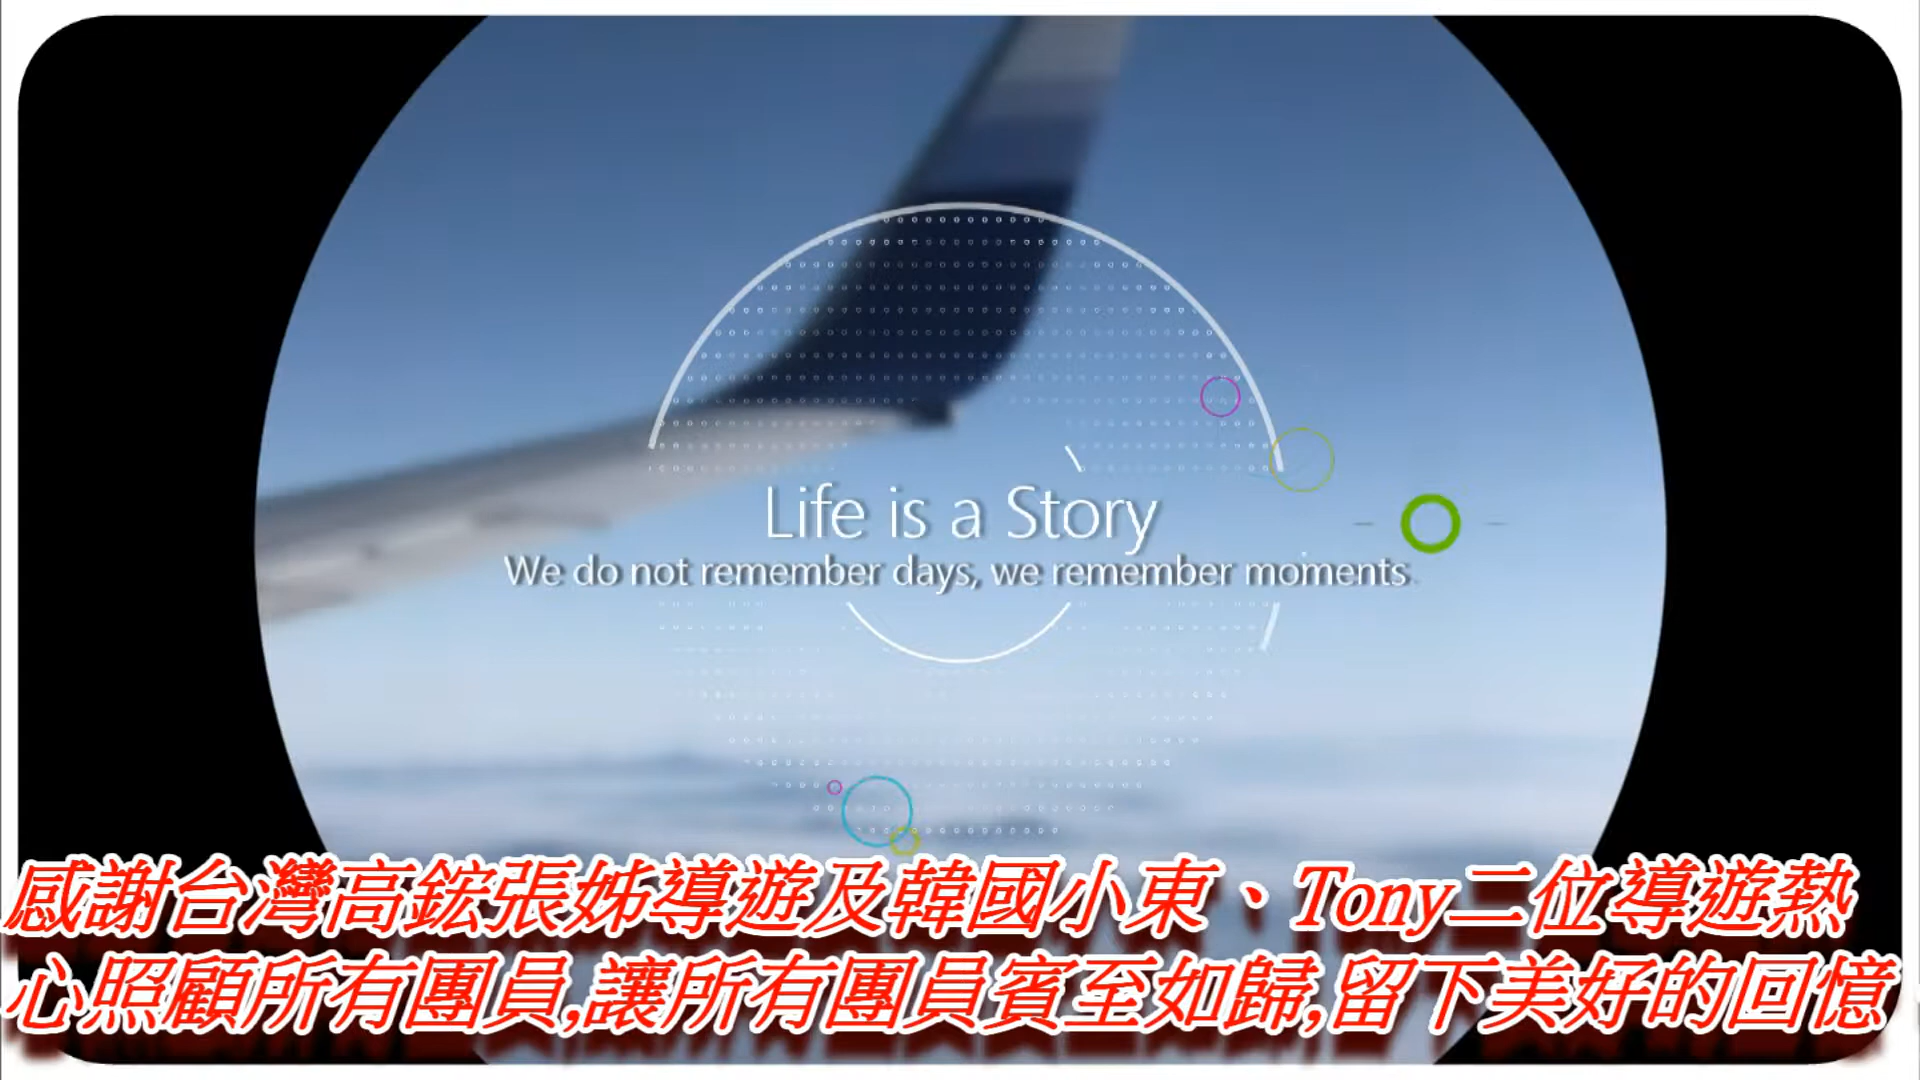 Life is a Story
We do not remember days, we remember moments.
感謝台灣高鋐張姊導遊及韓國小東、Tony二位導遊熱
心照顧所有團員,讓所有團員賓至如歸,留下美好的回憶